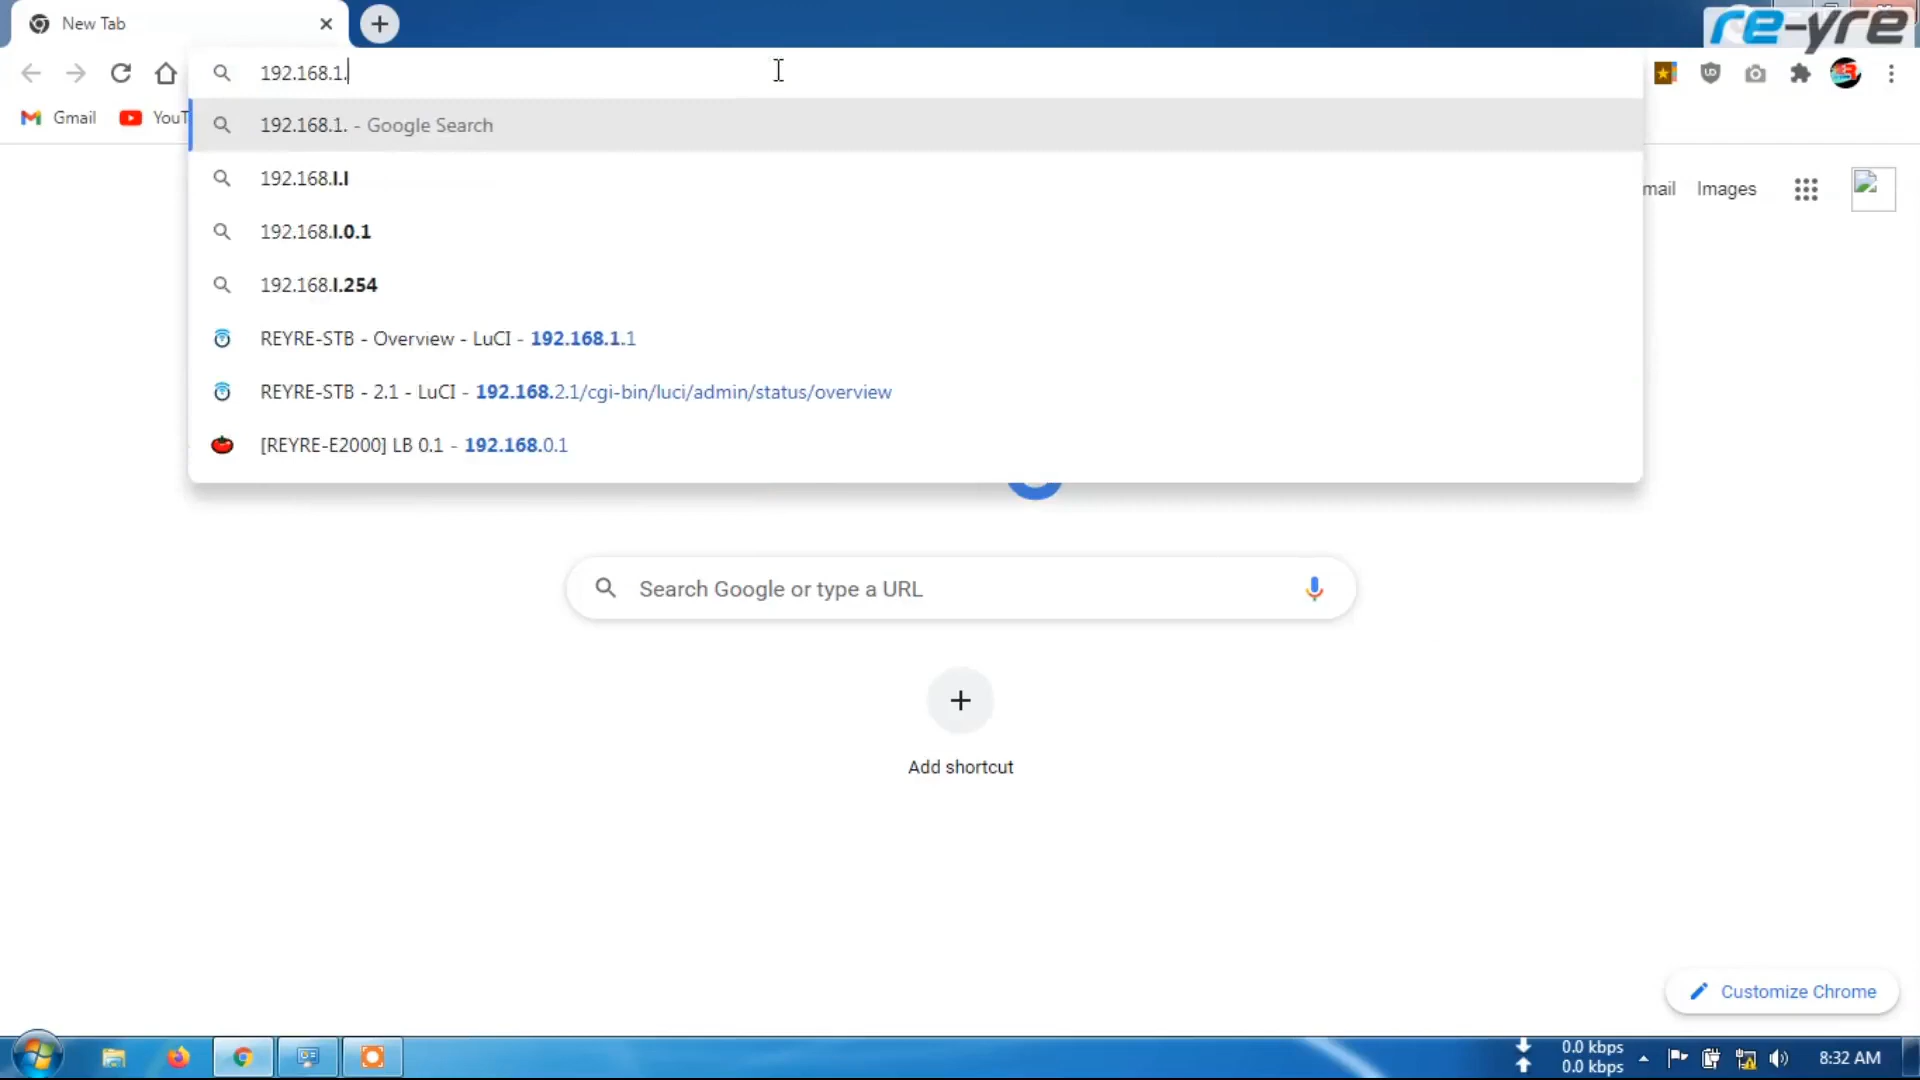 New Tab
re-yre
192.168.1.
Gmail
YouT
192.168.1. - Google Search
192.168.l.l
192.168.l.0.1
192.168.l.254
REYRE-STB - Overview - LuCI - 192.168.1.1
REYRE-STB - 2.1 - LuCI - 192.168.2.1/cgi-bin/luci/admin/status/overview
[REYRE-E2000] LB 0.1 - 192.168.0.1
mail
Images
Search Google or type a URL
Add shortcut
Customize Chrome
0.0 kbps
0.0 kbps
8:32 AM